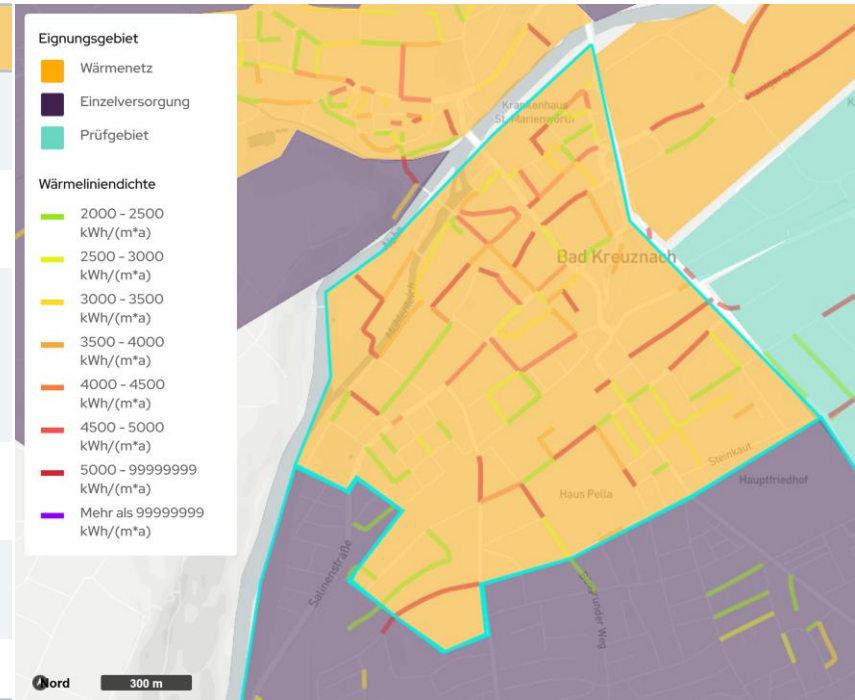 Eignungsgebiet
Wärmenetz
Einzelversorgung
Prüfgebiet
Wärmeliniendichte
2000 - 2500
kWh/(m*a)
2500 - 3000
kWh/(m*a)
3000 - 3500
kWh/(m*a)
3500 - 4000
kWh/(m*a)
4000 - 4500
kWh/(m*a)
4500 - 5000
kWh/(m*a)
5000 - 99999999
kWh/(m*a)
Mehr als 99999999
kWh/(m*a)
Nord
300 m
Krankenhaus
St. Marienwörth
Nahe
Mühlenteich
Bad Kreuznach
Steinkaut
Hauptfriedhof
Haus Pella
Salinenstraße